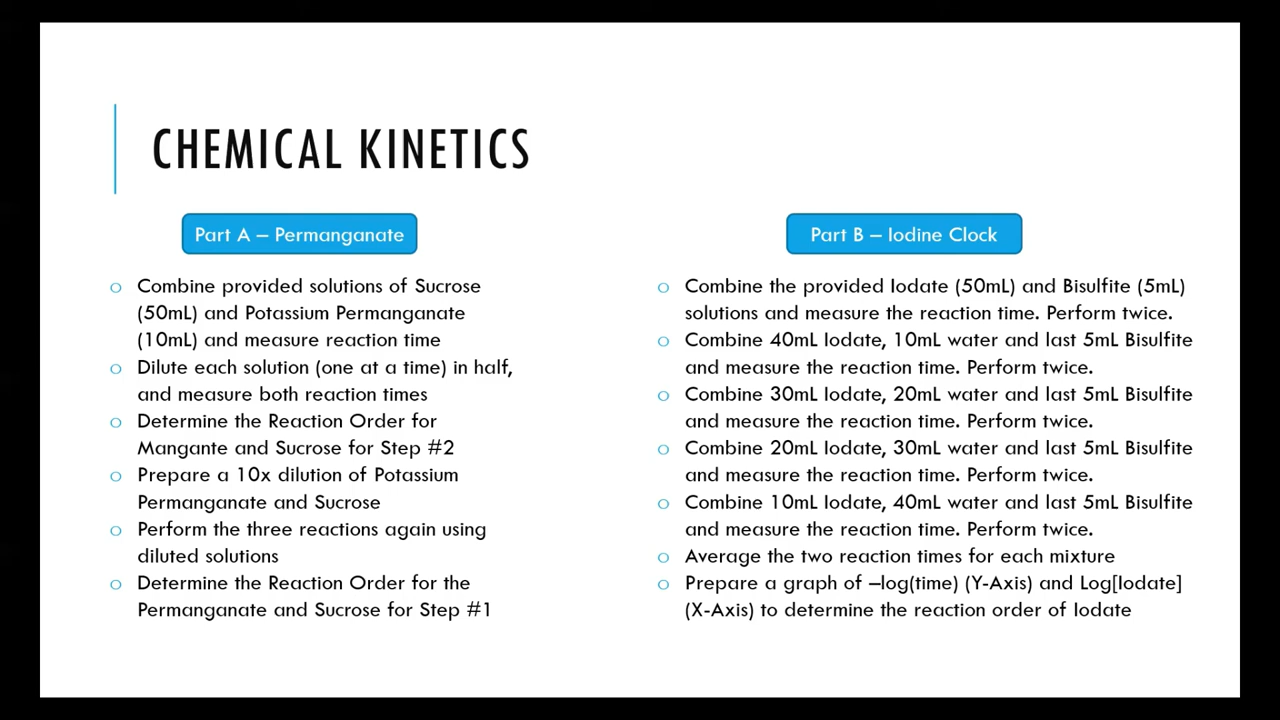 CHEMICAL KINETICS
Part A – Permanganate
o Combine provided solutions of Sucrose
(50mL) and Potassium Permanganate
(10mL) and measure reaction time
o Dilute each solution (one at a time) in half,
and measure both reaction times
o Determine the Reaction Order for
Mangante and Sucrose for Step #2
o Prepare a 10x dilution of Potassium
Permanganate and Sucrose
o Perform the three reactions again using
diluted solutions
o Determine the Reaction Order for the
Permanganate and Sucrose for Step #1
Part B – Iodine Clock
o Combine the provided Iodate (50mL) and Bisulfite (5mL)
solutions and measure the reaction time. Perform twice.
o Combine 40mL Iodate, 10mL water and last 5mL Bisulfite
and measure the reaction time. Perform twice.
o Combine 30mL Iodate, 20mL water and last 5mL Bisulfite
and measure the reaction time. Perform twice.
o Combine 20mL Iodate, 30mL water and last 5mL Bisulfite
and measure the reaction time. Perform twice.
o Combine 10mL Iodate, 40mL water and last 5mL Bisulfite
and measure the reaction time. Perform twice.
o Average the two reaction times for each mixture
o Prepare a graph of –log(time) (Y-Axis) and Log[Iodate]
(X-Axis) to determine the reaction order of Iodate